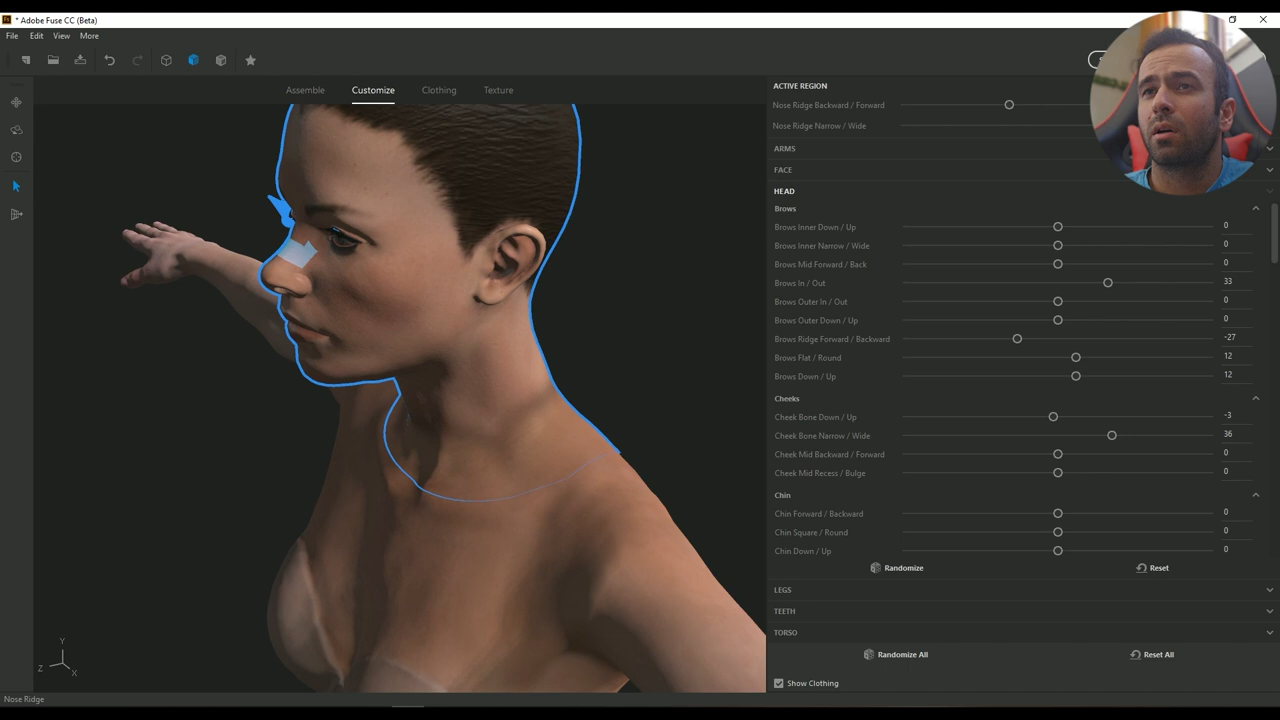 * Adobe Fuse CC (Beta)
File Edit View More
Assemble Customize Clothing Texture
ACTIVE REGION
Nose Ridge Backward / Forward
Nose Ridge Narrow / Wide
ARMS
FACE
HEAD
Brows
Brows Inner Down / Up 0
Brows Inner Narrow / Wide 0
Brows Mid Forward / Back 0
Brows In / Out 33
Brows Outer In / Out 0
Brows Outer Down / Up 0
Brows Ridge Forward / Backward -27
Brows Flat / Round 12
Brows Down / Up 12
Cheeks
Cheek Bone Down / Up -3
Cheek Bone Narrow / Wide 36
Cheek Mid Backward / Forward 0
Cheek Mid Recess / Bulge 0
Chin
Chin Forward / Backward 0
Chin Square / Round 0
Chin Down / Up 0
Randomize Reset
LEGS
TEETH
TORSO
Randomize All Reset All
Show Clothing
Y
Z
X
Nose Ridge